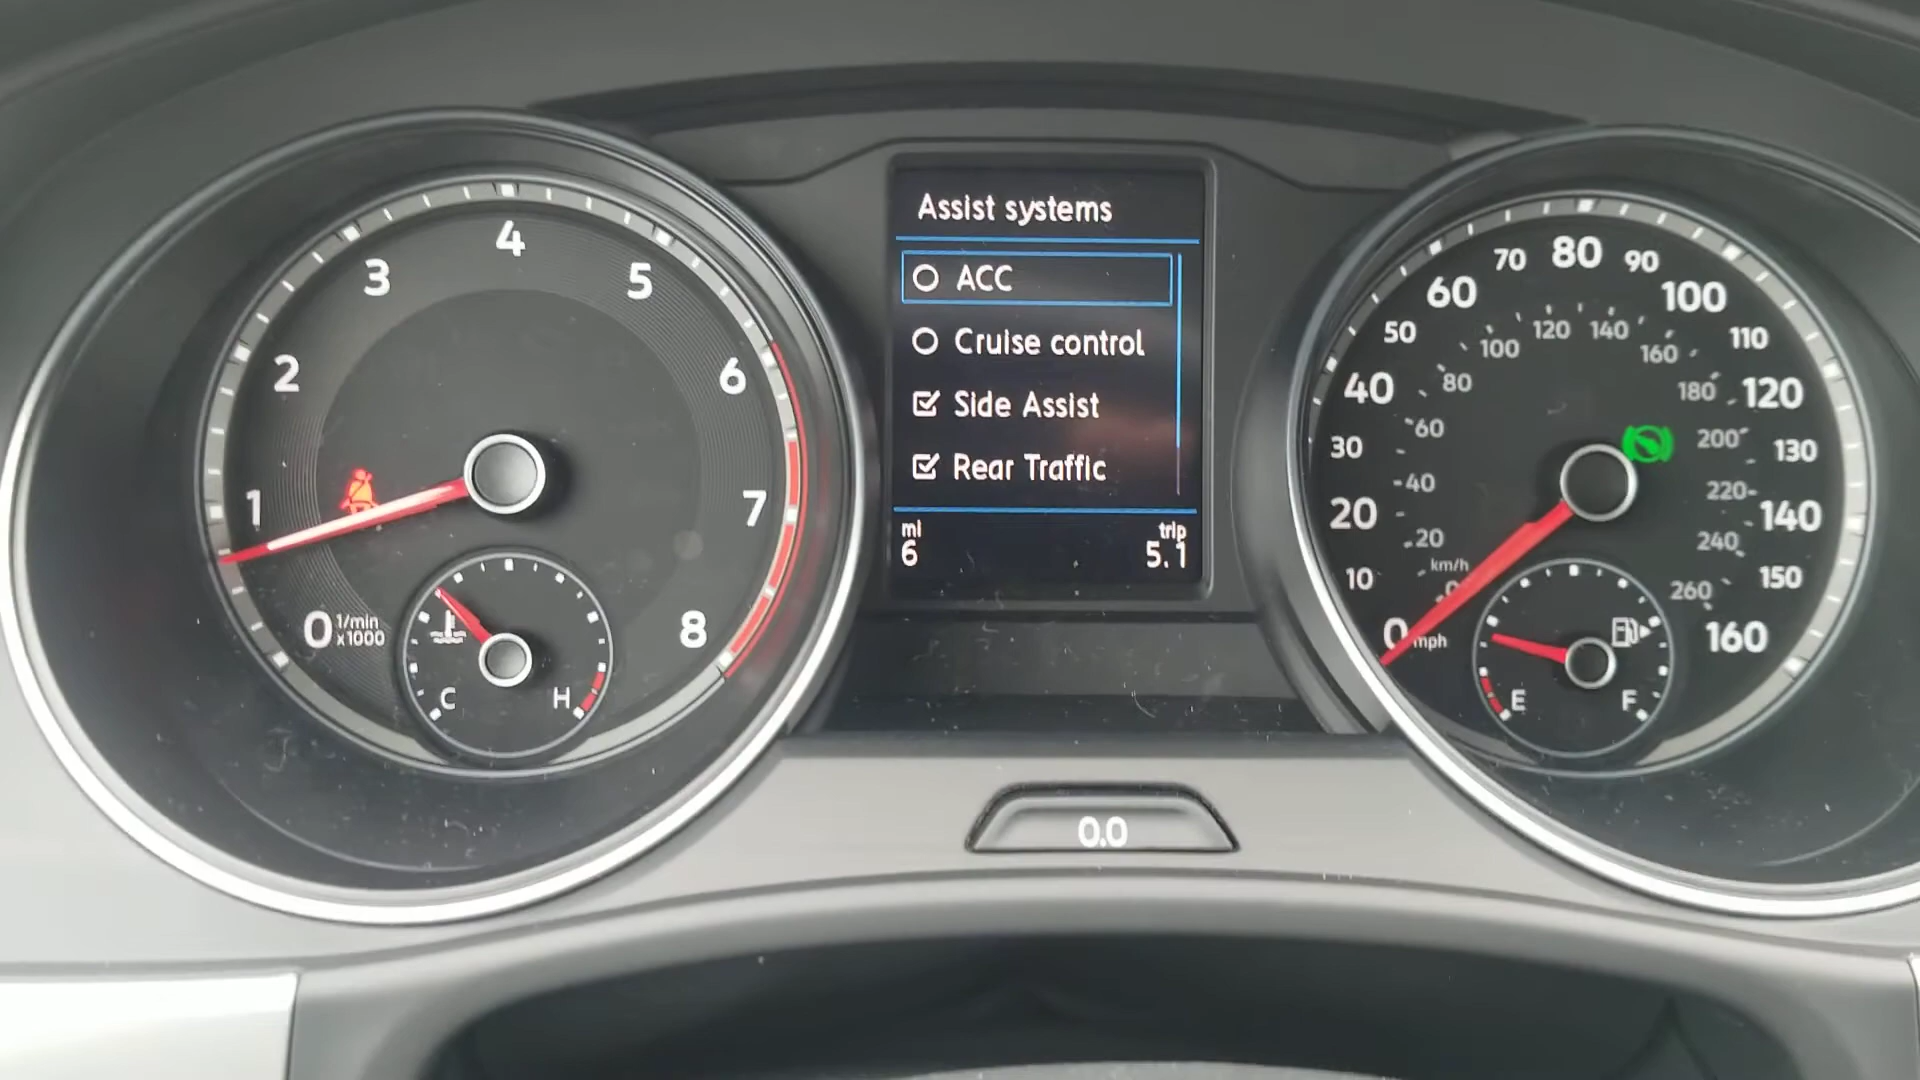 Assist systems
ACC
Cruise control
Side Assist
Rear Traffic
mi
6
trip
5.1
0 1 2 3 4 5 6 7 8
1/min
x1000
C H
0 10 20 30 40 50 60 70 80 90 100 110 120 130 140 150 160
mph
0 20 40 60 80 100 120 140 160 180 200 220 240 260
km/h
E F
0.0